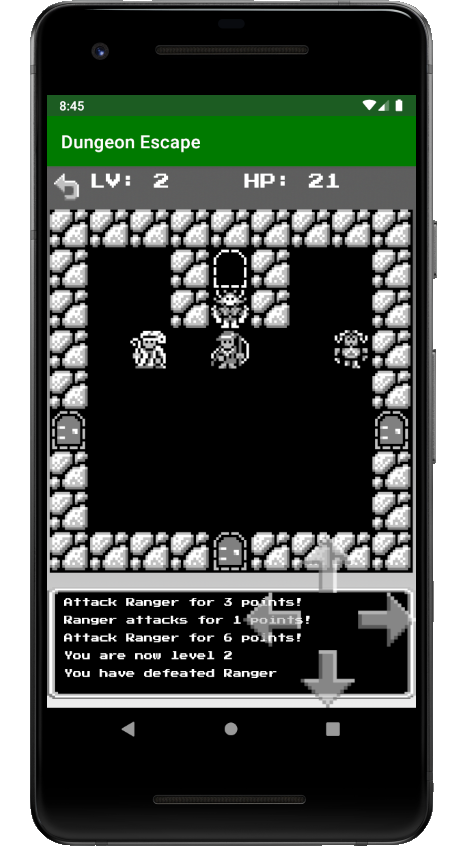 8:45
Dungeon Escape
LV: 2 HP: 21
Attack Ranger for 3 points!
Ranger attacks for 1 points!
Attack Ranger for 6 points!
You are now level 2
You have defeated Ranger